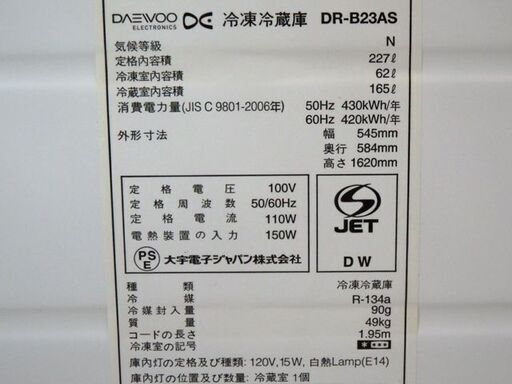 DAEWOO ELECTRONICS DE 冷凍冷蔵庫 DR-B23AS
気候等級 N
定格内容積 227ℓ
冷凍室内容積 62ℓ
冷蔵室内容積 165ℓ
消費電力量(JIS C 9801-2006年) 50Hz 430kWh/年
60Hz 420kWh/年
外形寸法 幅 545mm
奥行 584mm
高さ 1620mm
定格電圧 100V
定格周波数 50/60Hz
定格電流 110W
電熱装置の入力 150W
PSE 大宇電子ジャパン株式会社
S JET
DW
種類 冷凍冷蔵庫
冷媒 R-134a
冷媒封入量 90g
質量 49kg
コードの長さ 1.95m
冷凍室の記号 ****
庫内灯の定格及び種類: 120V, 15W, 白熱Lamp(E14)
庫内灯の位置及び数量: 冷蔵室1個